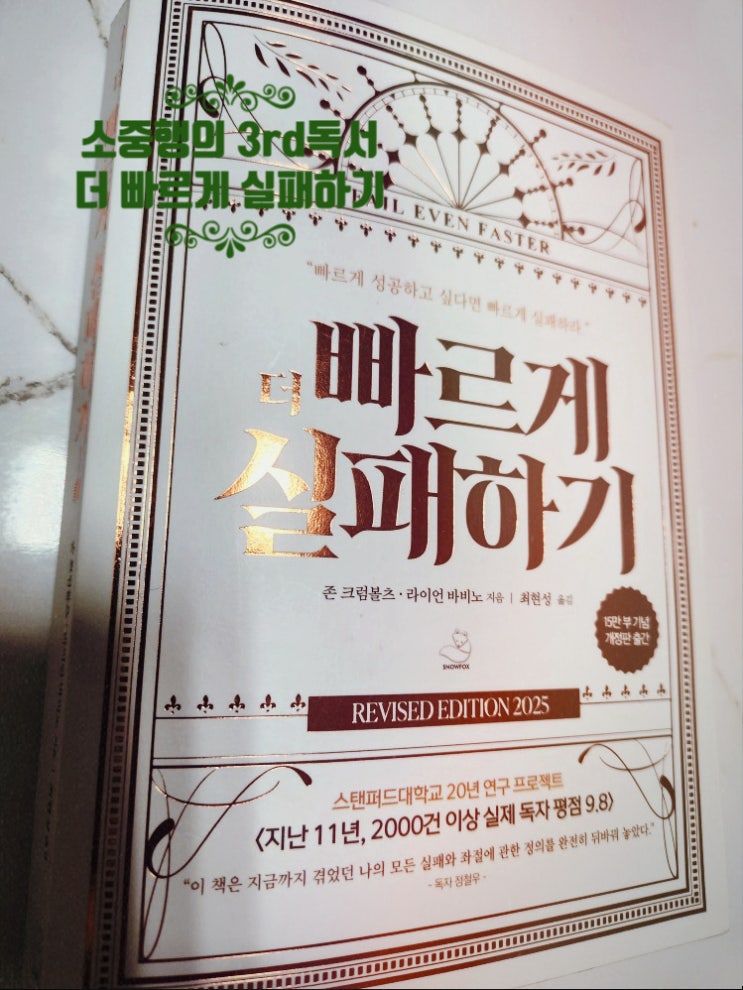 소중행의 3rd독서
더 빠르게 실패하기
FAIL EVEN FASTER
"빠르게 성공하고 싶다면 빠르게 실패하라"
더 빠르게
실패하기
존 크럼볼츠 · 라이언 바비노 지음 | 최현성 옮김
15만 부 기념
개정판 출간
SNOWFOX
REVISED EDITION 2025
스탠퍼드대학교 20년 연구 프로젝트
〈지난 11년, 2000건 이상 실제 독자 평점 9.8〉
"이 책은 지금까지 겪었던 나의 모든 실패와 좌절에 관한 정의를 완전히 뒤바꿔 놓았다."
- 독자 정철우 -